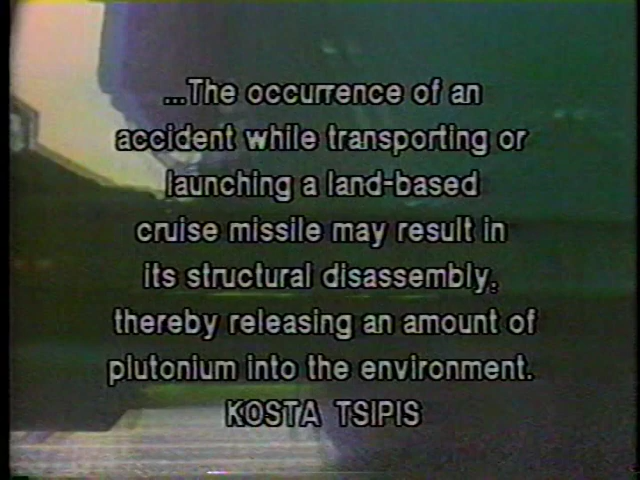 ...The occurrence of an
accident while transporting or
launching a land-based
cruise missile may result in
its structural disassembly,
thereby releasing an amount of
plutonium into the environment.
KOSTA TSIPIS